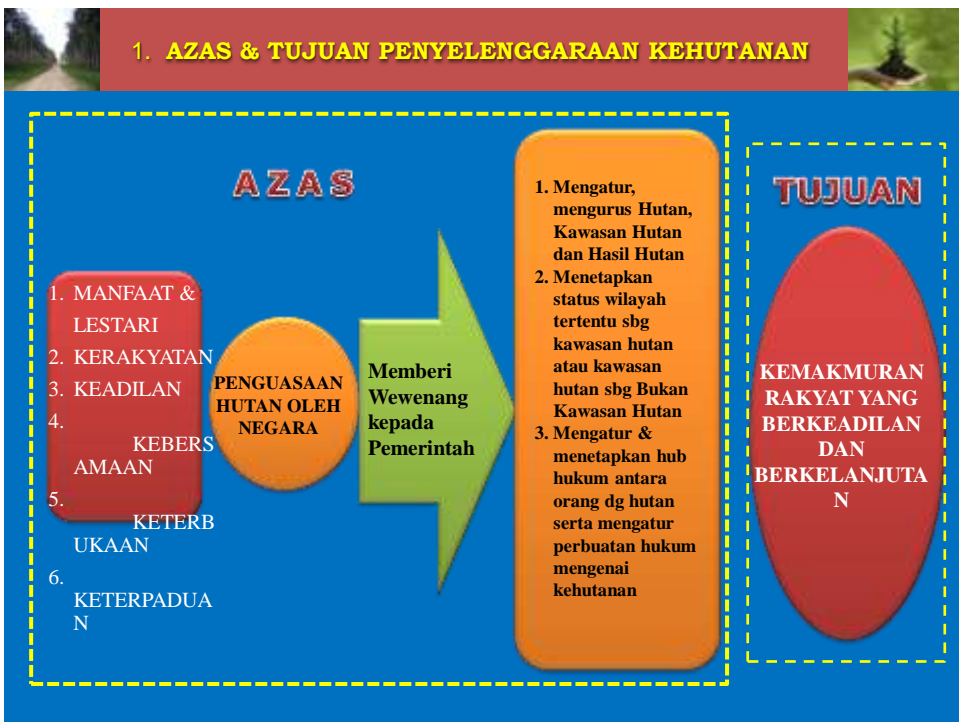 1. AZAS & TUJUAN PENYELENGGARAAN KEHUTANAN
AZAS
1. MANFAAT &
LESTARI
2. KERAKYATAN
3. KEADILAN
4.
KEBERS
AMAAN
5.
KETERB
UKAAN
6.
KETERPADUA
N
PENGUASAAN
HUTAN OLEH
NEGARA
Memberi
Wewenang
kepada
Pemerintah
1. Mengatur,
mengurus Hutan,
Kawasan Hutan
dan Hasil Hutan
2. Menetapkan
status wilayah
tertentu sbg
kawasan hutan
atau kawasan
hutan sbg Bukan
Kawasan Hutan
3. Mengatur &
menetapkan hub
hukum antara
orang dg hutan
serta mengatur
perbuatan hukum
mengenai
kehutanan
TUJUAN
KEMAKMURAN
RAKYAT YANG
BERKEADILAN
DAN
BERKELANJUTA
N